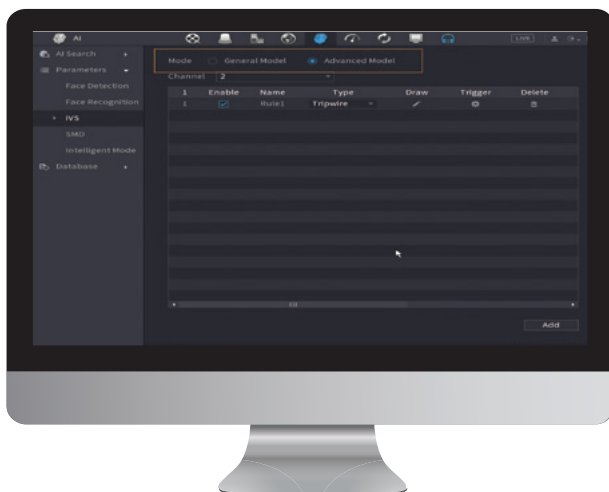 AI
LIVE
AI Search
Parameters
Face Detection
Face Recognition
IVS
SMD
Intelligent Mode
Database
Mode General Model Advanced Model
Channel 2
1 Enable Name Type Draw Trigger Delete
1 Rule1 Tripwire
Add